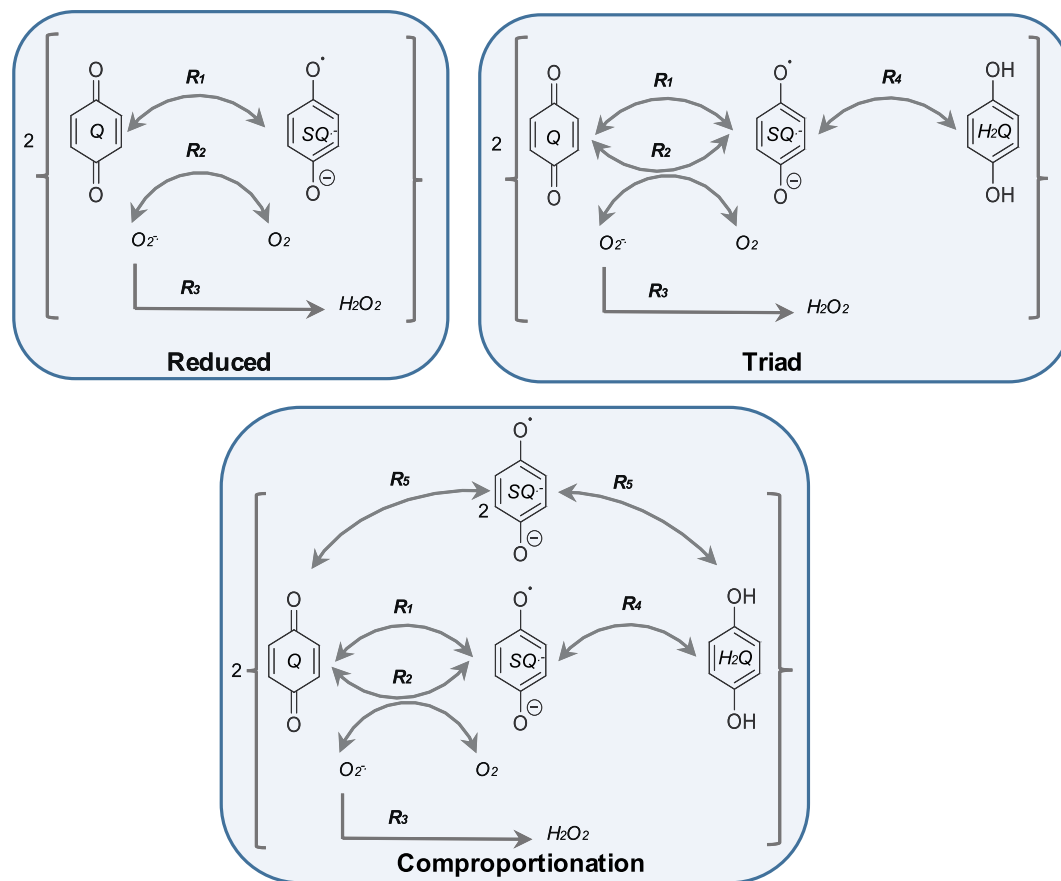 O
O•
R1
2
Q
SQ·-
R2
O
O⊖
O2·-
O2
R3
H2O2
Reduced
O
O•
OH
R1
R4
2
Q
R2
SQ·-
H2Q
O
O⊖
OH
O2·-
O2
R3
H2O2
Triad
O•
R5
SQ·-
R5
2
O⊖
O
O•
OH
R1
R4
2
Q
R2
SQ·-
H2Q
O
O⊖
OH
O2·-
O2
R3
H2O2
Comproportionation